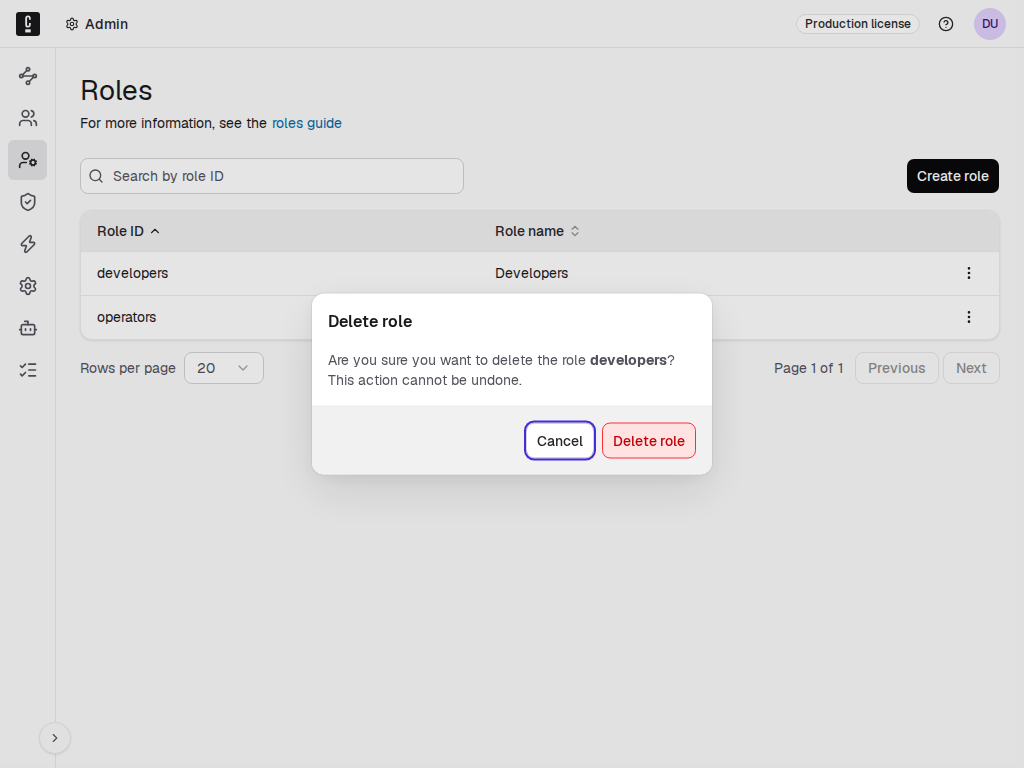 Admin
Production license
DU
Roles
For more information, see the roles guide
Search by role ID
Create role
Role ID
Role name
developers
Developers
operators
Delete role
Are you sure you want to delete the role developers?
This action cannot be undone.
Cancel
Delete role
Rows per page
20
Page 1 of 1
Previous
Next